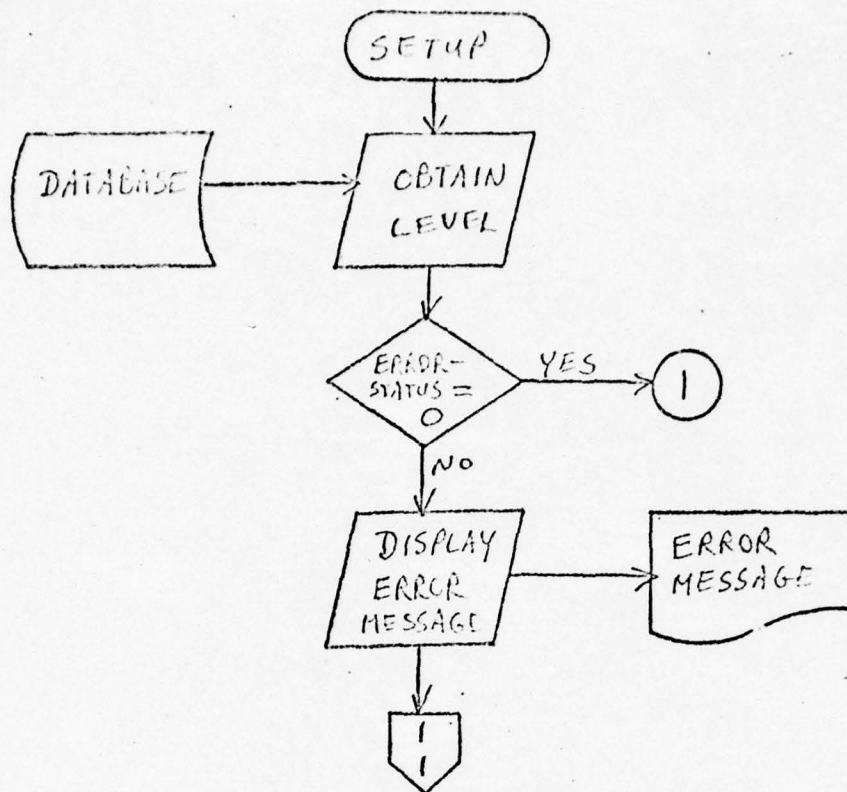 SETUP
DATABASE
OBTAIN
LEVEL
ERROR-
STATUS =
0
YES
1
NO
DISPLAY
ERROR
MESSAGE
ERROR
MESSAGE
1
1